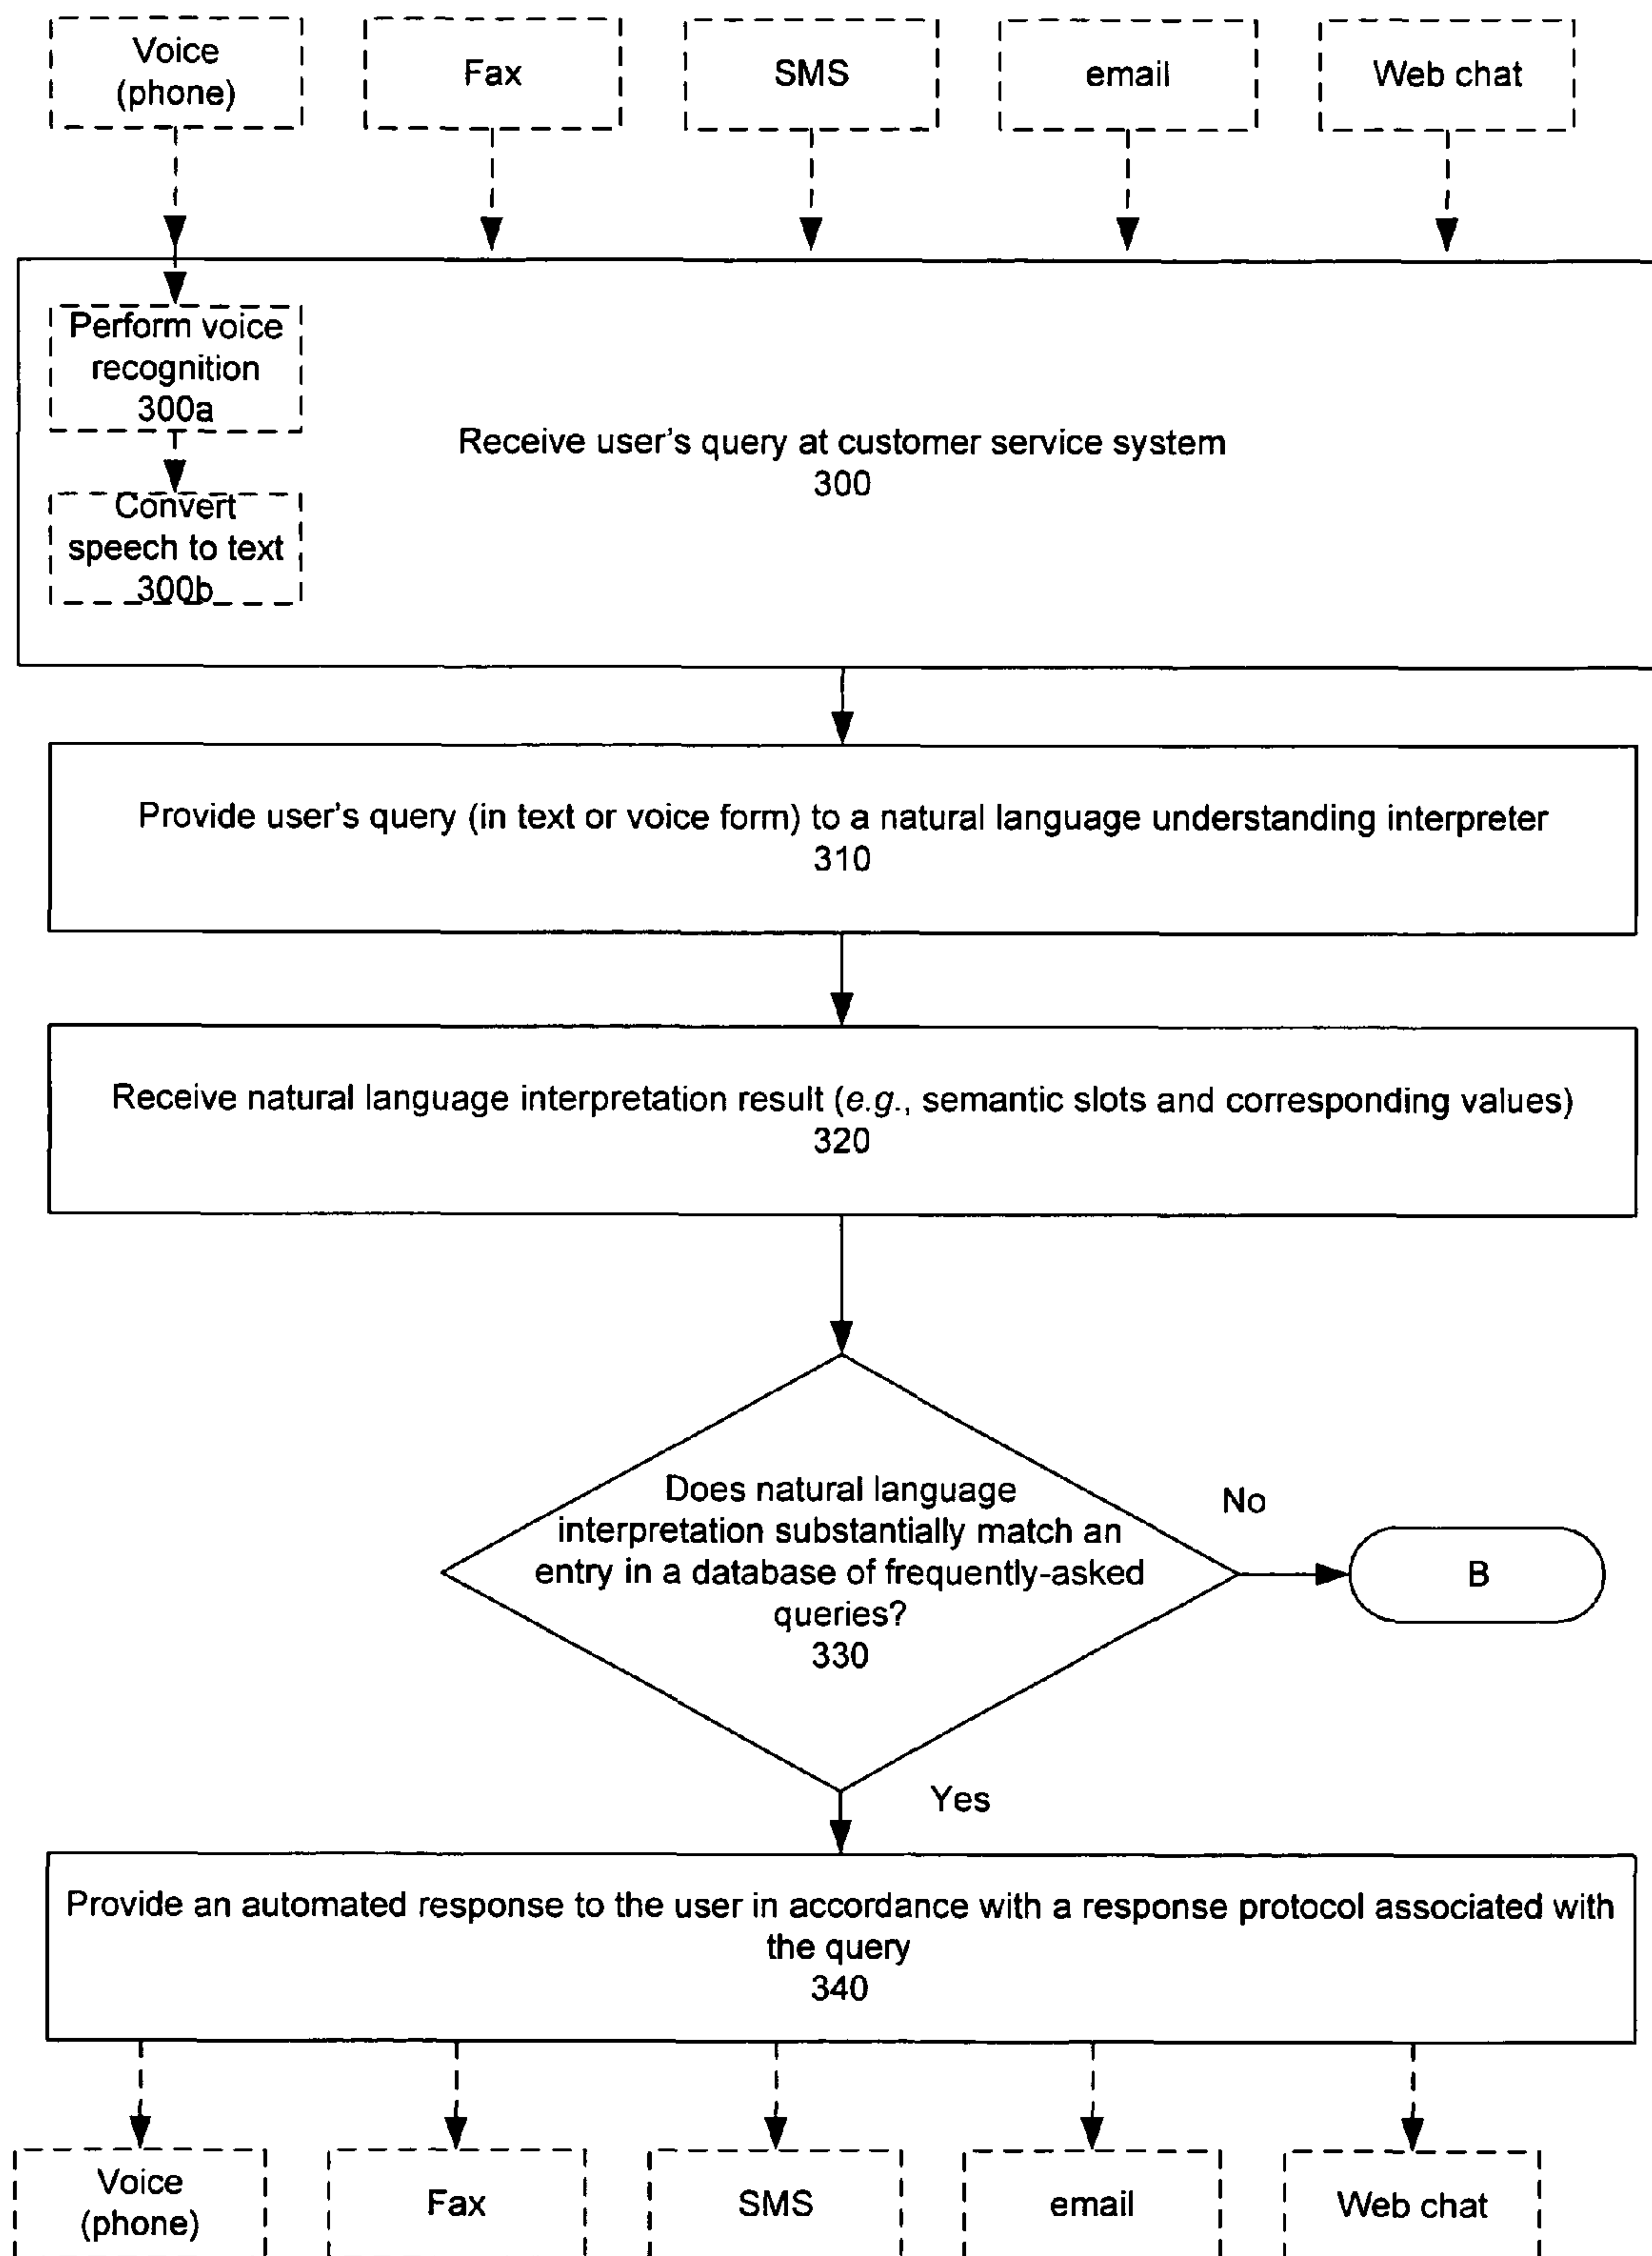 Voice
(phone)
Fax
SMS
email
Web chat
Perform voice
recognition
300a
Convert
speech to text
300b
Receive user's query at customer service system
300
Provide user's query (in text or voice form) to a natural language understanding interpreter
310
Receive natural language interpretation result (e.g., semantic slots and corresponding values)
320
Does natural language
interpretation substantially match an
entry in a database of frequently-asked
queries?
330
No
B
Yes
Provide an automated response to the user in accordance with a response protocol associated with
the query
340
Voice
(phone)
Fax
SMS
email
Web chat